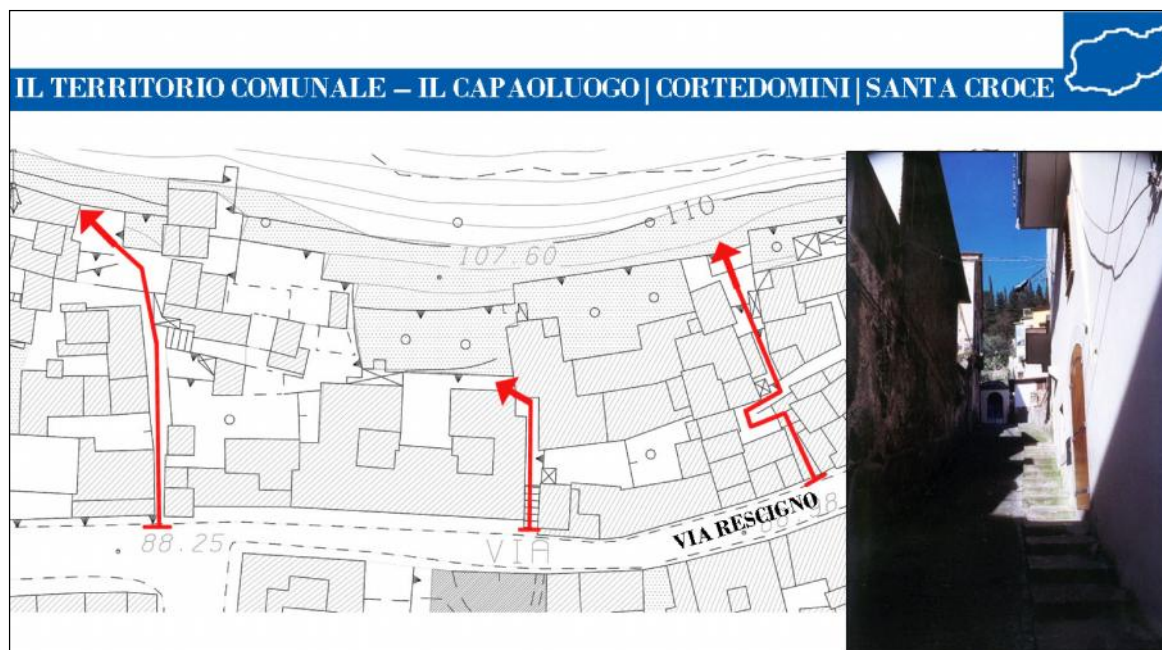 IL TERRITORIO COMUNALE – IL CAPAOLUOGO | CORTEDOMINI | SANTA CROCE
110
107.60
88.25
VIA
VIA RESCIGNO